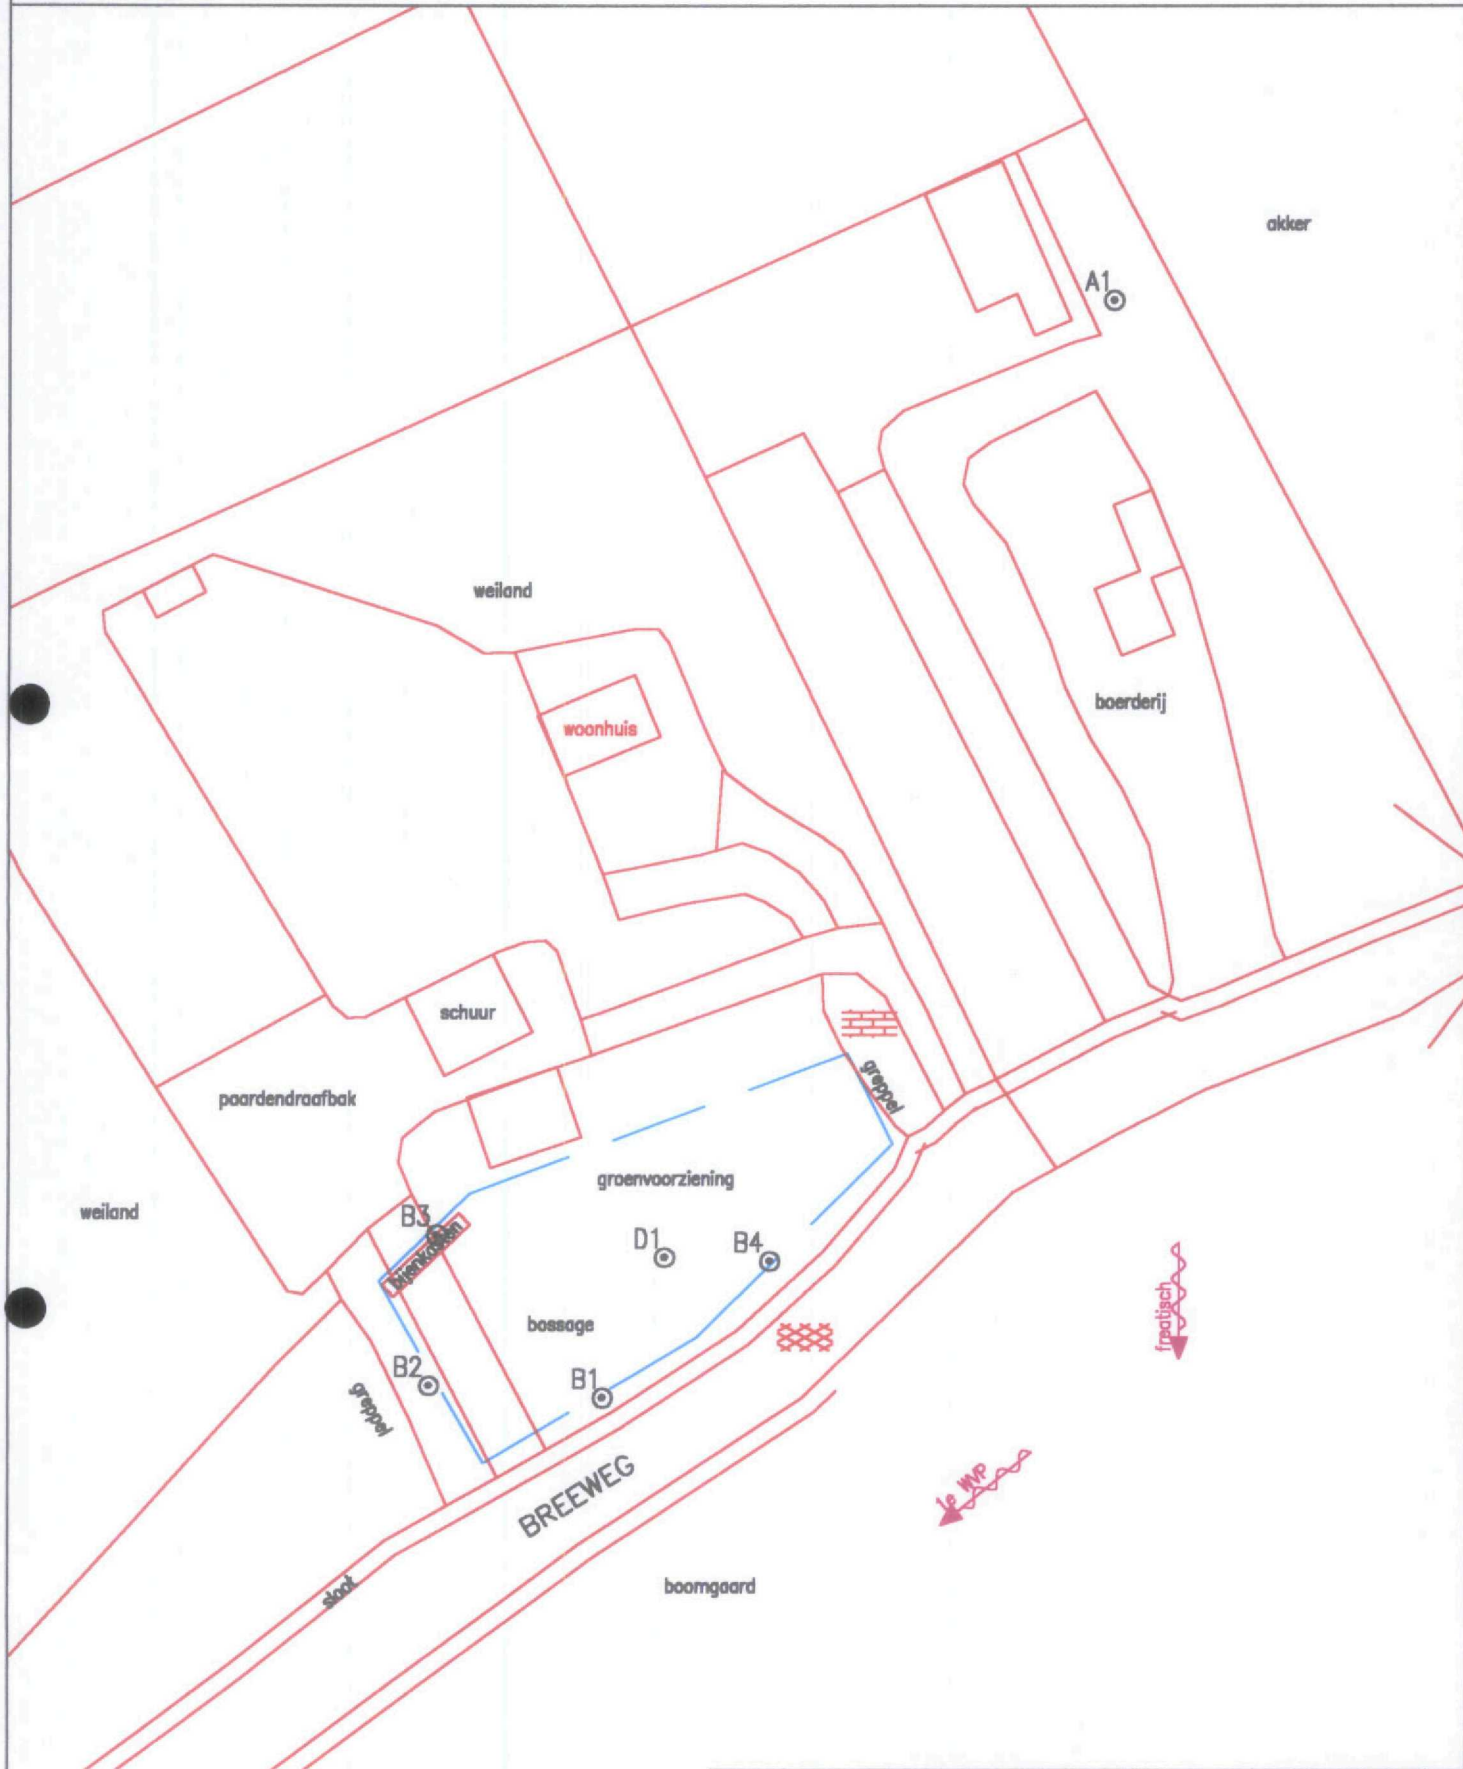 akker
A1
weiland
boerderij
woonhuis
schuur
paardendraafbak
greppel
groenvoorziening
weiland
B3
bijenkasten
D1
B4
freatisch
bossage
B2
B1
greppel
BREEWEG
1e WVP
sloot
boomgaard